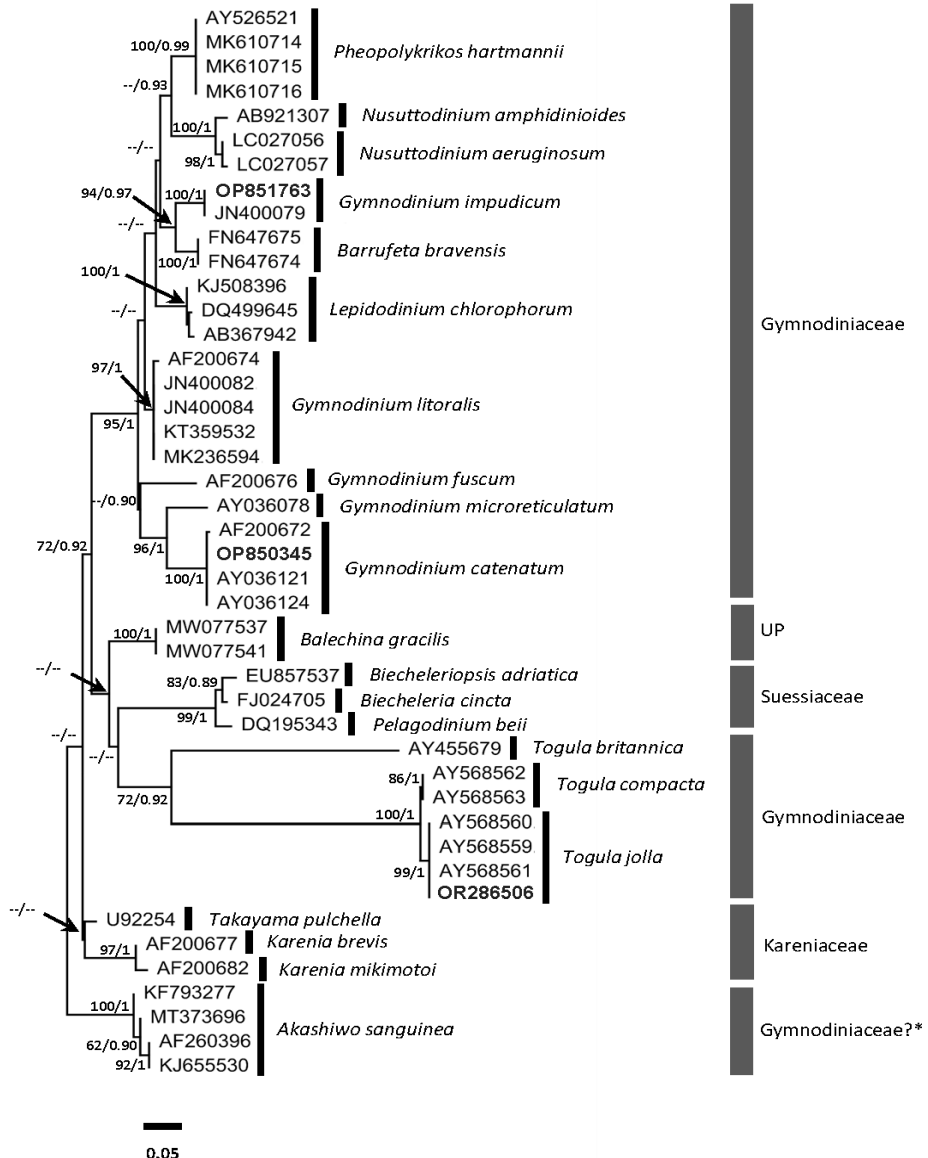 AY526521
MK610714
100/0.99
Pheopolykrikos hartmannii
MK610715
MK610716
--/0.93
AB921307
Nusuttodinium amphidinioides
100/1
LC027056
--/--
Nusuttodinium aeruginosum
98/1
LC027057
94/0.97
100/1
OP851763
Gymnodinium impudicum
JN400079
--/--
FN647675
Barrufeta bravensis
100/1
FN647674
100/1
KJ508396
DQ499645
Lepidodinium chlorophorum
--/--
AB367942
Gymnodiniaceae
AF200674
97/1
JN400082
JN400084
Gymnodinium litoralis
95/1
KT359532
MK236594
AF200676
Gymnodinium fuscum
--/0.90
AY036078
Gymnodinium microreticulatum
AF200672
72/0.92
96/1
OP850345
Gymnodinium catenatum
100/1
AY036121
AY036124
100/1
MW077537
UP
MW077541
Balechina gracilis
--/--
83/0.89
EU857537
Biecheleriopsis adriatica
FJ024705
Biecheleria cincta
Suessiaceae
99/1
DQ195343
Pelagodinium beii
--/--
--/--
AY455679
Togula britannica
86/1
AY568562
Togula compacta
72/0.92
AY568563
100/1
AY568560
Gymnodiniaceae
AY568559
Togula jolla
99/1
AY568561
OR286506
--/--
U92254
Takayama pulchella
97/1
AF200677
Karenia brevis
Kareniaceae
AF200682
Karenia mikimotoi
100/1
KF793277
MT373696
Akashiwo sanguinea
Gymnodiniaceae?*
62/0.90
AF260396
92/1
KJ655530
0.05